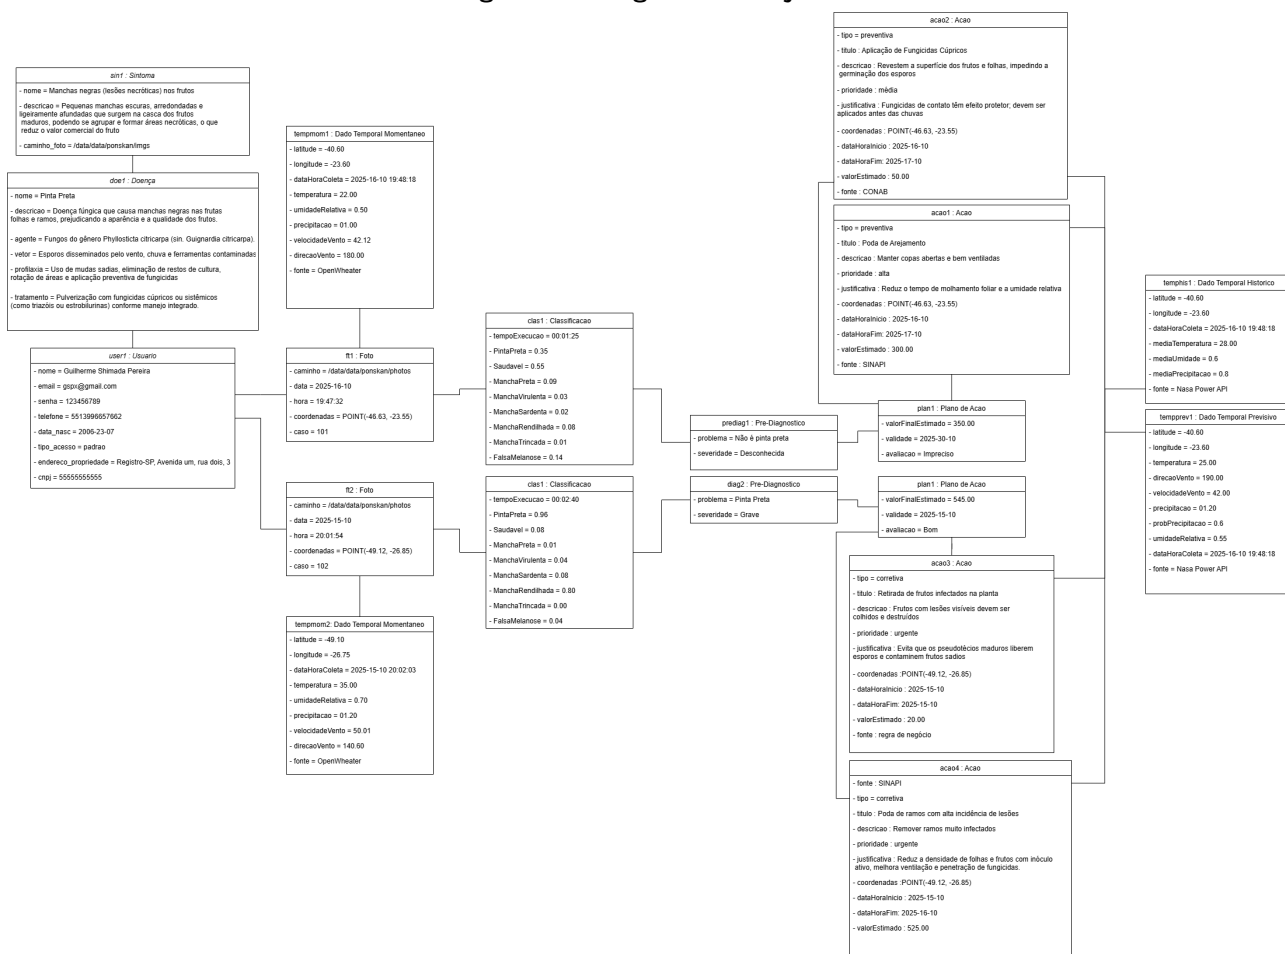 sin1 : Sintoma
- nome = Manchas negras (lesões necróticas) nos frutos
- descricao = Pequenas manchas escuras, arredondadas e
ligeiramente afundadas que surgem na casca dos frutos
maduros, podendo se agrupar e formar áreas necróticas, o que
reduz o valor comercial do fruto
- caminho_foto = /data/data/ponskan/imgs
doe1 : Doença
- nome = Pinta Preta
- descricao = Doença fúngica que causa manchas negras nas frutas
folhas e ramos, prejudicando a aparência e a qualidade dos frutos.
- agente = Fungos do gênero Phyllosticta citricarpa (sin. Guignardia citricarpa).
- vetor = Esporos disseminados pelo vento, chuva e ferramentas contaminadas
- profilaxia = Uso de mudas sadias, eliminação de restos de cultura,
rotação de áreas e aplicação preventiva de fungicidas
- tratamento = Pulverização com fungicidas cúpricos ou sistêmicos
(como triazóis ou estrobilurinas) conforme manejo integrado.
user1 : Usuario
- nome = Guilherme Shimada Pereira
- email = gspx@gmail.com
- senha = 123456789
- telefone = 5513996657662
- data_nasc = 2006-23-07
- tipo_acesso = padrao
- endereco_propriedade = Registro-SP, Avenida um, rua dois, 3
- cnpj = 55555555555
tempmom1 : Dado Temporal Momentaneo
- latitude = -40.60
- longitude = -23.60
- dataHoraColeta = 2025-16-10 19:48:18
- temperatura = 22.00
- umidadeRelativa = 0.50
- precipitacao = 01.00
- velocidadeVento = 42.12
- direcaoVento = 180.00
- fonte = OpenWheater
ft1 : Foto
- caminho = /data/data/ponskan/photos
- data = 2025-16-10
- hora = 19:47:32
- coordenadas = POINT(-46.63, -23.55)
- caso = 101
ft2 : Foto
- caminho = /data/data/ponskan/photos
- data = 2025-15-10
- hora = 20:01:54
- coordenadas = POINT(-49.12, -26.85)
- caso = 102
tempmom2: Dado Temporal Momentaneo
- latitude = -49.10
- longitude = -26.75
- dataHoraColeta = 2025-15-10 20:02:03
- temperatura = 35.00
- umidadeRelativa = 0.70
- precipitacao = 01.20
- velocidadeVento = 50.01
- direcaoVento = 140.60
- fonte = OpenWheater
clas1 : Classificacao
- tempoExecucao = 00:01:25
- PintaPreta = 0.35
- Saudavel = 0.55
- ManchaPreta = 0.09
- ManchaVirulenta = 0.03
- ManchaSardenta = 0.02
- ManchaRendilhada = 0.08
- ManchaTrincada = 0.01
- FalsaMelanose = 0.14
clas1 : Classificacao
- tempoExecucao = 00:02:40
- PintaPreta = 0.96
- Saudavel = 0.08
- ManchaPreta = 0.01
- ManchaVirulenta = 0.04
- ManchaSardenta = 0.08
- ManchaRendilhada = 0.80
- ManchaTrincada = 0.00
- FalsaMelanose = 0.04
prediag1 : Pre-Diagnostico
- problema = Não è pinta preta
- severidade = Desconhecida
diag2 : Pre-Diagnostico
- problema = Pinta Preta
- severidade = Grave
acao2 : Acao
- tipo = preventiva
- titulo : Aplicação de Fungicidas Cúpricos
- descricao : Revestem a superfície dos frutos e folhas, impedindo a
germinação dos esporos
- prioridade : média
- justificativa : Fungicidas de contato têm efeito protetor; devem ser
aplicados antes das chuvas
- coordenadas : POINT(-46.63, -23.55)
- dataHoraInicio : 2025-16-10
- dataHoraFim: 2025-17-10
- valorEstimado : 50.00
- fonte : CONAB
acao1 : Acao
- tipo = preventiva
- titulo : Poda de Arejamento
- descricao : Manter copas abertas e bem ventiladas
- prioridade : alta
- justificativa : Reduz o tempo de molhamento foliar e a umidade relativa
- coordenadas : POINT(-46.63, -23.55)
- dataHoraInicio : 2025-16-10
- dataHoraFim: 2025-17-10
- valorEstimado : 300.00
- fonte : SINAPI
plan1 : Plano de Acao
- valorFinalEstimado = 350.00
- validade = 2025-30-10
- avaliacao = Impreciso
plan1 : Plano de Acao
- valorFinalEstimado = 545.00
- validade = 2025-15-10
- avaliacao = Bom
acao3 : Acao
- tipo = corretiva
- titulo : Retirada de frutos infectados na planta
- descricao : Frutos com lesões visíveis devem ser
colhidos e destruídos
- prioridade : urgente
- justificativa : Evita que os pseudotécios maduros liberem
esporos e contaminem frutos sadios
- coordenadas :POINT(-49.12, -26.85)
- dataHoraInicio : 2025-15-10
- dataHoraFim: 2025-15-10
- valorEstimado : 20.00
- fonte : regra de negócio
acao4 : Acao
- fonte : SINAPI
- tipo = corretiva
- titulo : Poda de ramos com alta incidência de lesões
- descricao : Remover ramos muito infectados
- prioridade : urgente
- justificativa : Reduz a densidade de folhas e frutos com inóculo
ativo, melhora ventilação e penetração de fungicidas.
- coordenadas :POINT(-49.12, -26.85)
- dataHoraInicio : 2025-15-10
- dataHoraFim: 2025-16-10
- valorEstimado : 525.00
temphis1 : Dado Temporal Historico
- latitude = -40.60
- longitude = -23.60
- dataHoraColeta = 2025-16-10 19:48:18
- mediaTemperatura = 28.00
- mediaUmidade = 0.6
- mediaPrecipitacao = 0.8
- fonte = Nasa Power API
tempprev1 : Dado Temporal Previsivo
- latitude = -40.60
- longitude = -23.60
- temperatura = 25.00
- direcaoVento = 190.00
- velocidadeVento = 42.00
- precipitacao = 01.20
- probPrecipitacao = 0.6
- umidadeRelativa = 0.55
- dataHoraColeta = 2025-16-10 19:48:18
- fonte = Nasa Power API